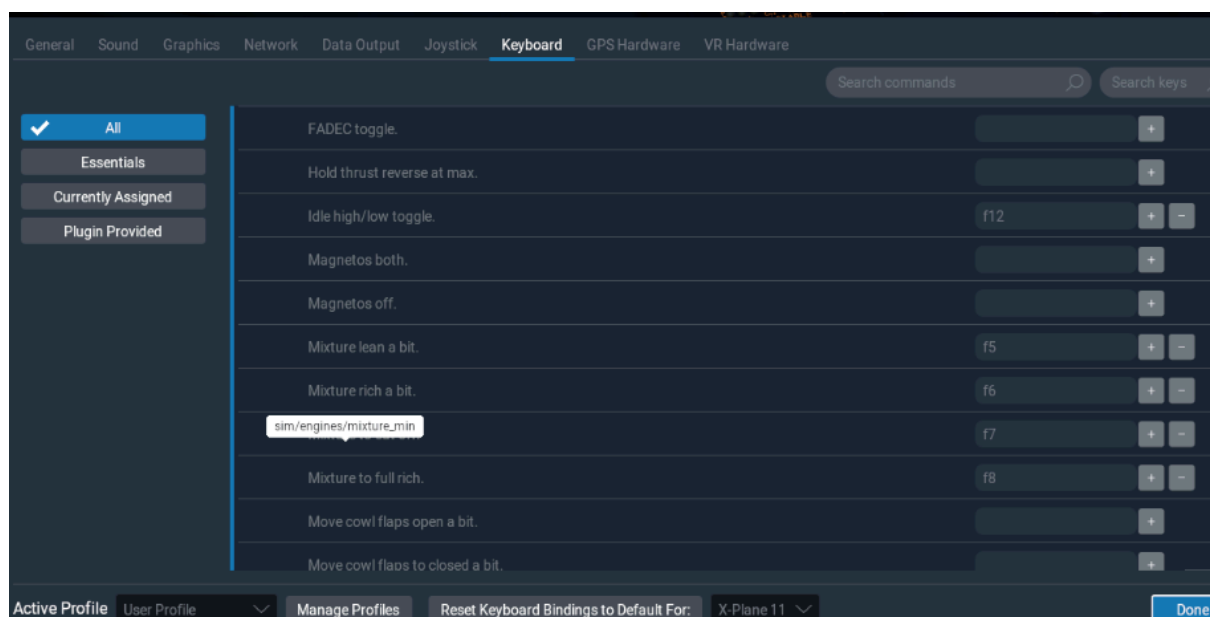 General Sound Graphics Network Data Output Joystick Keyboard GPS Hardware VR Hardware
Search commands Search keys
All
Essentials
Currently Assigned
Plugin Provided
FADEC toggle.
Hold thrust reverse at max.
Idle high/low toggle. f12
Magnetos both.
Magnetos off.
Mixture lean a bit. f5
Mixture rich a bit. f6
sim/engines/mixture_min
f7
Mixture to full rich. f8
Move cowl flaps open a bit.
Move cowl flaps to closed a bit.
Active Profile User Profile Manage Profiles Reset Keyboard Bindings to Default For: X-Plane 11 Done